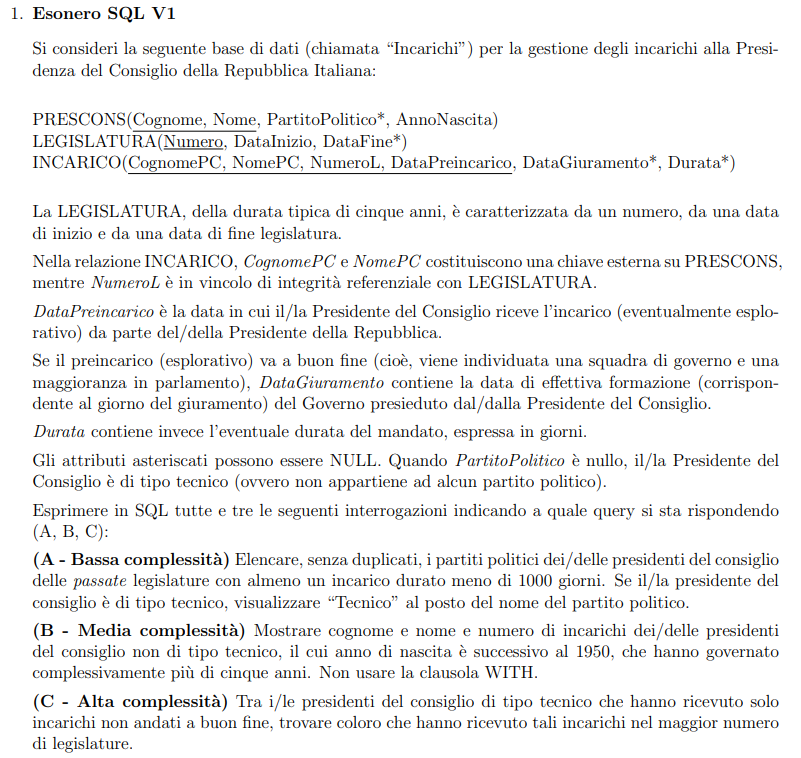 1. Esonero SQL V1
Si consideri la seguente base di dati (chiamata “Incarichi”) per la gestione degli incarichi alla Presi-
denza del Consiglio della Repubblica Italiana:
PRESCONS(Cognome, Nome, PartitoPolitico*, AnnoNascita)
LEGISLATURA(Numero, DataInizio, DataFine*)
INCARICO(CognomePC, NomePC, NumeroL, DataPreincarico, DataGiuramento*, Durata*)
La LEGISLATURA, della durata tipica di cinque anni, è caratterizzata da un numero, da una data
di inizio e da una data di fine legislatura.
Nella relazione INCARICO, CognomePC e NomePC costituiscono una chiave esterna su PRESCONS,
mentre NumeroL è in vincolo di integrità referenziale con LEGISLATURA.
DataPreincarico è la data in cui il/la Presidente del Consiglio riceve l’incarico (eventualmente esplo-
rativo) da parte del/della Presidente della Repubblica.
Se il preincarico (esplorativo) va a buon fine (cioè, viene individuata una squadra di governo e una
maggioranza in parlamento), DataGiuramento contiene la data di effettiva formazione (corrispon-
dente al giorno del giuramento) del Governo presieduto dal/dalla Presidente del Consiglio.
Durata contiene invece l’eventuale durata del mandato, espressa in giorni.
Gli attributi asteriscati possono essere NULL. Quando PartitoPolitico è nullo, il/la Presidente del
Consiglio è di tipo tecnico (ovvero non appartiene ad alcun partito politico).
Esprimere in SQL tutte e tre le seguenti interrogazioni indicando a quale query si sta rispondendo
(A, B, C):
(A - Bassa complessità) Elencare, senza duplicati, i partiti politici dei/delle presidenti del consiglio
delle passate legislature con almeno un incarico durato meno di 1000 giorni. Se il/la presidente del
consiglio è di tipo tecnico, visualizzare “Tecnico” al posto del nome del partito politico.
(B - Media complessità) Mostrare cognome e nome e numero di incarichi dei/delle presidenti
del consiglio non di tipo tecnico, il cui anno di nascita è successivo al 1950, che hanno governato
complessivamente più di cinque anni. Non usare la clausola WITH.
(C - Alta complessità) Tra i/le presidenti del consiglio di tipo tecnico che hanno ricevuto solo
incarichi non andati a buon fine, trovare coloro che hanno ricevuto tali incarichi nel maggior numero
di legislature.